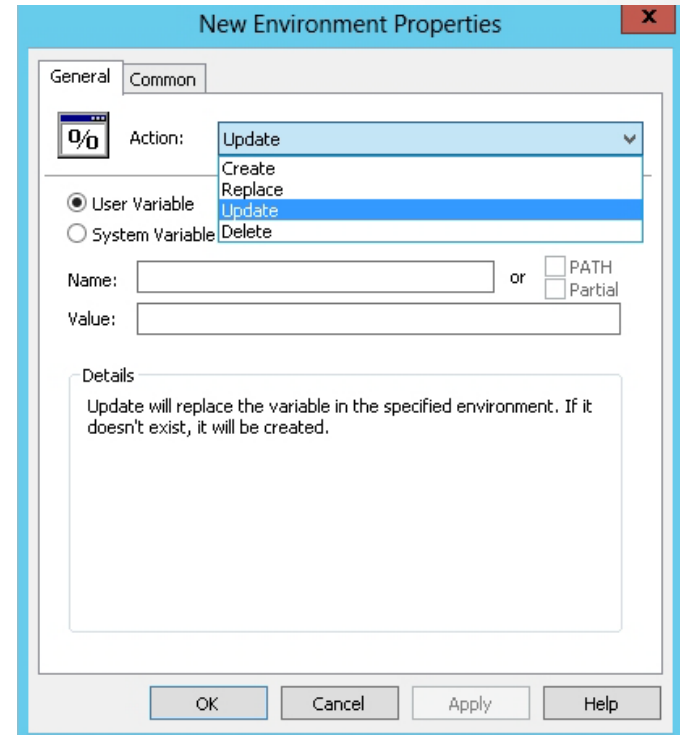 New Environment Properties
x
General Common
% Action: Update
Create
Replace
Update
Delete
User Variable
System Variable
Name: or PATH
Partial
Value:
Details
Update will replace the variable in the specified environment. If it
doesn't exist, it will be created.
OK Cancel Apply Help